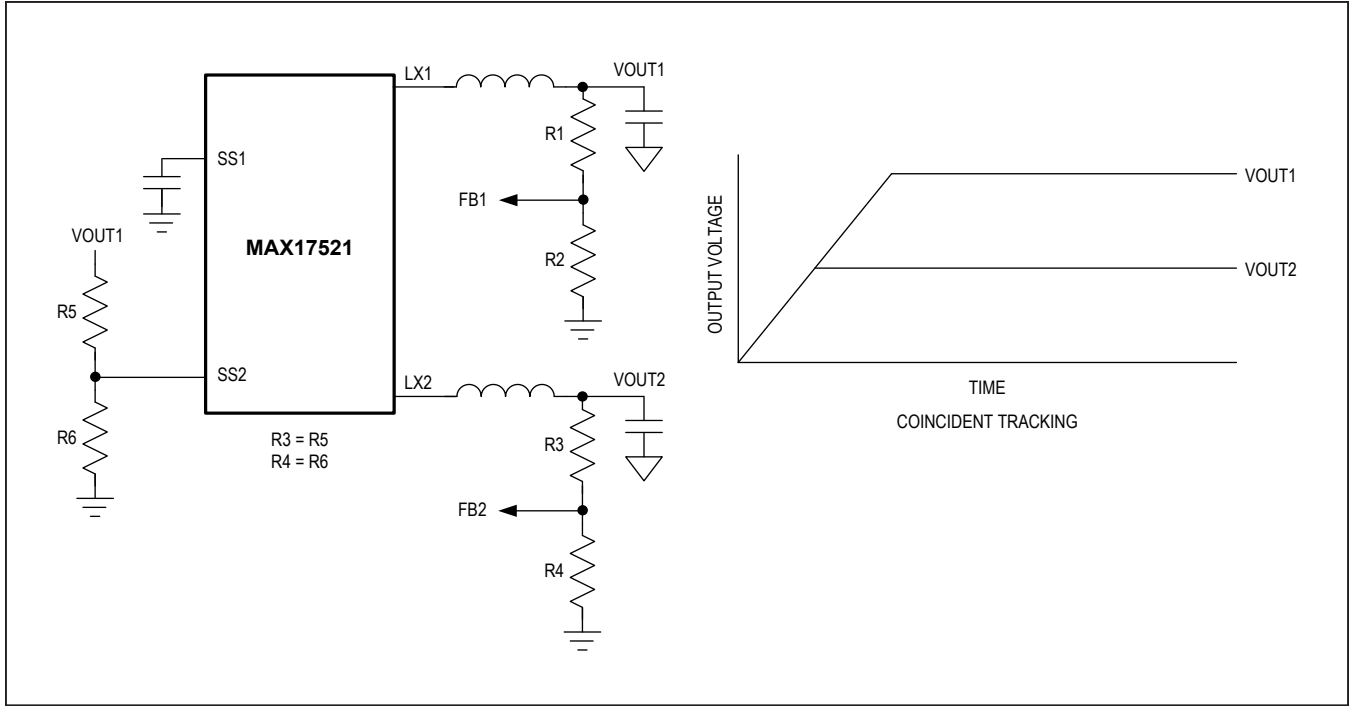 LX1
VOUT1
R1
SS1
FB1
VOUT1
MAX17521
R2
R5
SS2
LX2
VOUT2
R6
R3 = R5
R4 = R6
R3
FB2
R4
OUTPUT VOLTAGE
VOUT1
VOUT2
TIME
COINCIDENT TRACKING